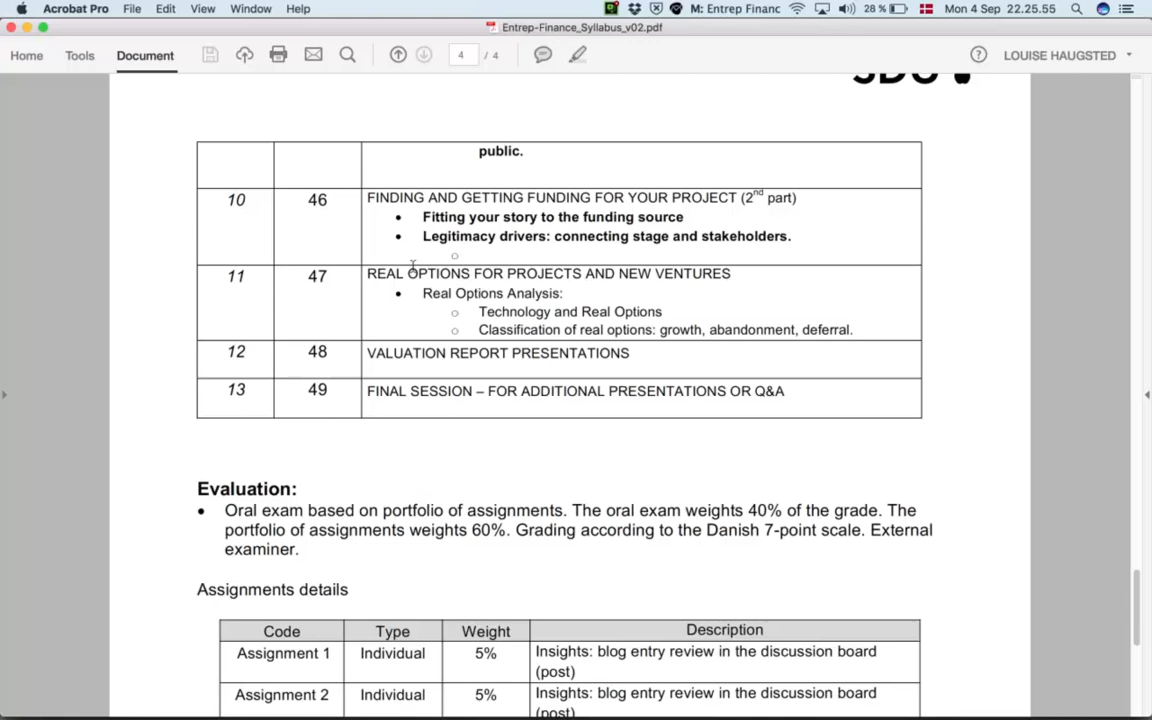 Acrobat Pro File Edit View Window Help M: Entrep Financ 28 % Mon 4 Sep 22.25.55
Entrep-Finance_Syllabus_v02.pdf
Home Tools Document 4 / 4 LOUISE HAUGSTED
public.
10 46 FINDING AND GETTING FUNDING FOR YOUR PROJECT (2nd part)
• Fitting your story to the funding source
• Legitimacy drivers: connecting stage and stakeholders.
11 47 REAL OPTIONS FOR PROJECTS AND NEW VENTURES
• Real Options Analysis:
○ Technology and Real Options
○ Classification of real options: growth, abandonment, deferral.
12 48 VALUATION REPORT PRESENTATIONS
13 49 FINAL SESSION – FOR ADDITIONAL PRESENTATIONS OR Q&A
Evaluation:
• Oral exam based on portfolio of assignments. The oral exam weights 40% of the grade. The
portfolio of assignments weights 60%. Grading according to the Danish 7-point scale. External
examiner.
Assignments details
Code Type Weight Description
Assignment 1 Individual 5% Insights: blog entry review in the discussion board
(post)
Assignment 2 Individual 5% Insights: blog entry review in the discussion board
(post)